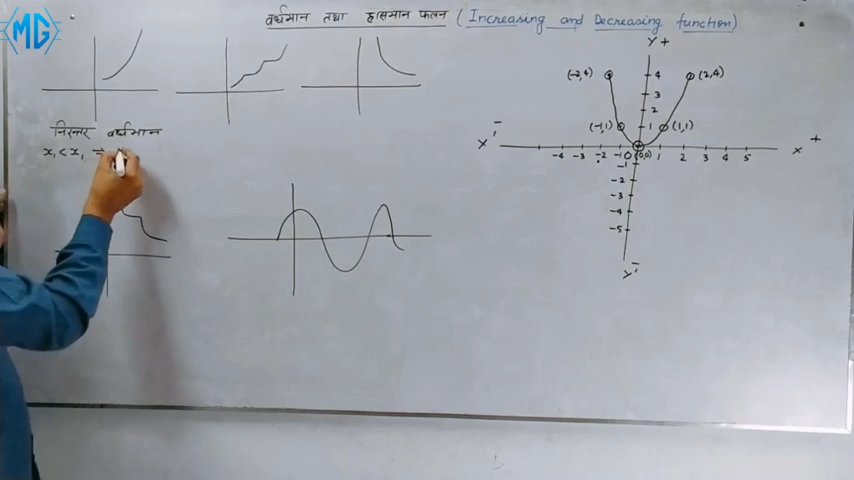 MG
वर्धमान तथा ह्रासमान फलन (Increasing and Decreasing function)
निरन्तर वर्धमान
x₁ < x₁ ⇒
Y+
(-2,4) 4 (2,4)
3
2
(-1,1) 1 (1,1)
X⁻ X+
-4 -3 -2 -1 0 (0,0) 1 2 3 4 5
-1
-2
-3
-4
-5
Y⁻